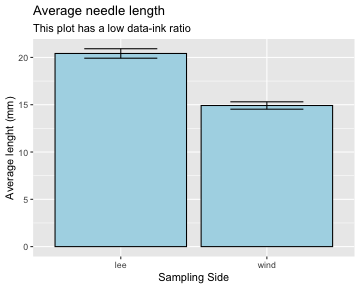 Average needle length
This plot has a low data-ink ratio
Average lenght (mm)
20
15
10
5
0
lee
wind
Sampling Side